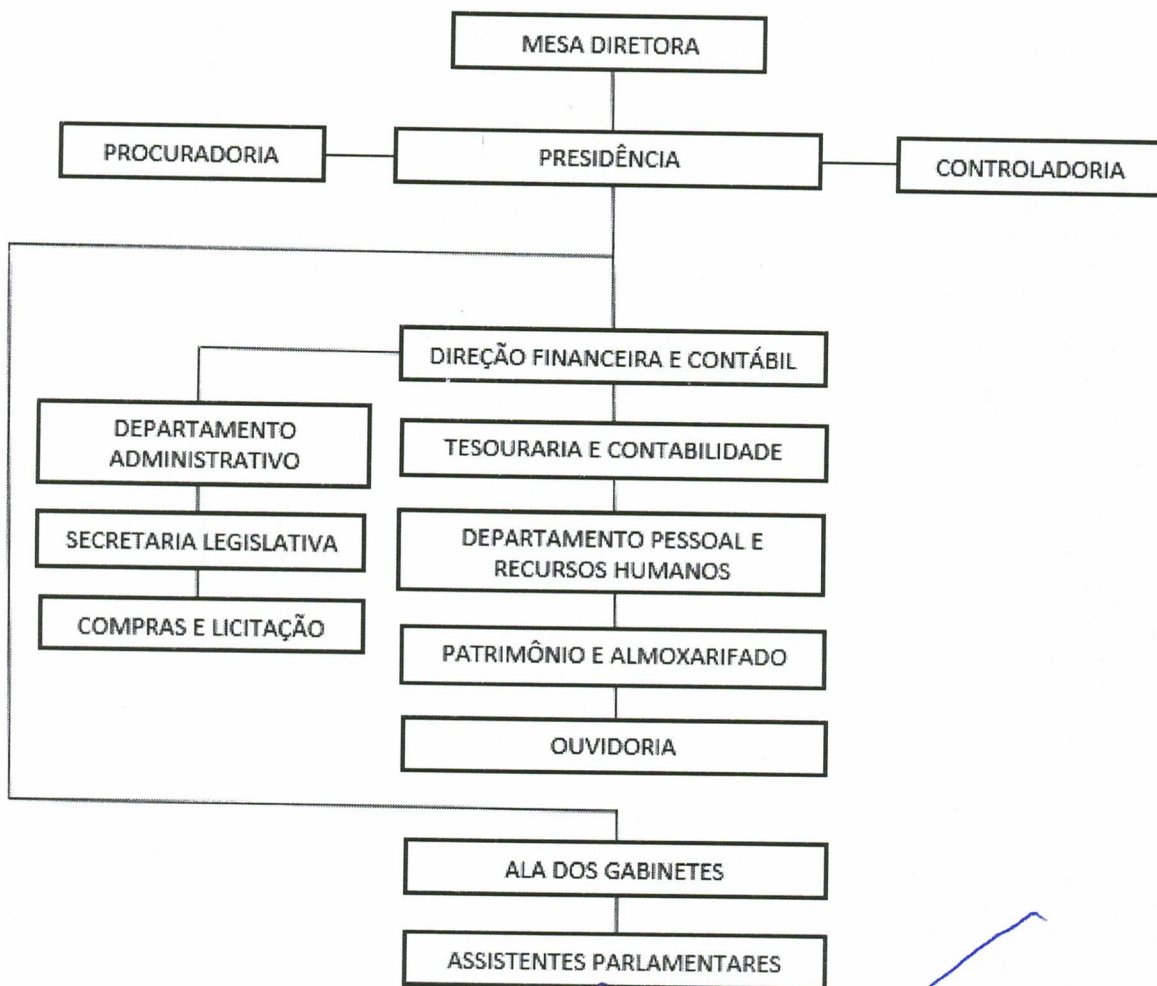 MESA DIRETORA
PROCURADORIA
PRESIDÊNCIA
CONTROLADORIA
DIREÇÃO FINANCEIRA E CONTÁBIL
DEPARTAMENTO
ADMINISTRATIVO
TESOURARIA E CONTABILIDADE
SECRETARIA LEGISLATIVA
DEPARTAMENTO PESSOAL E
RECURSOS HUMANOS
COMPRAS E LICITAÇÃO
PATRIMÔNIO E ALMOXARIFADO
OUVIDORIA
ALA DOS GABINETES
ASSISTENTES PARLAMENTARES